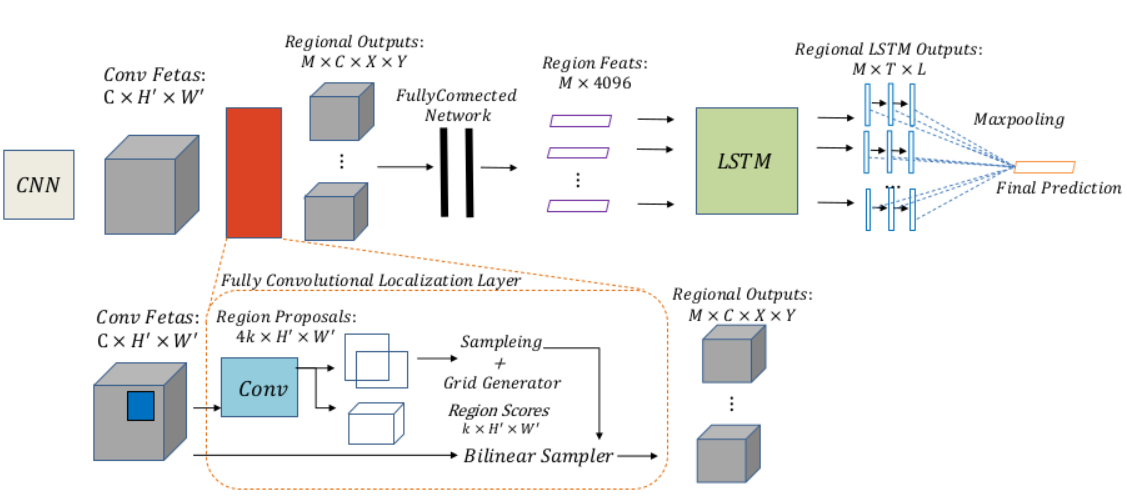 Regional Outputs:
M × C × X × Y
Conv Fetas:
C × H′ × W′
Region Feats:
M × 4096
Regional LSTM Outputs:
M × T × L
FullyConnected
Network
CNN
⋮
⋮
LSTM
Maxpooling
...
Final Prediction
Fully Convolutional Localization Layer
Conv Fetas:
C × H′ × W′
Region Proposals:
4k × H′ × W′
Regional Outputs:
M × C × X × Y
Sampleing
+
Grid Generator
Conv
Region Scores
k × H′ × W′
⋮
Bilinear Sampler